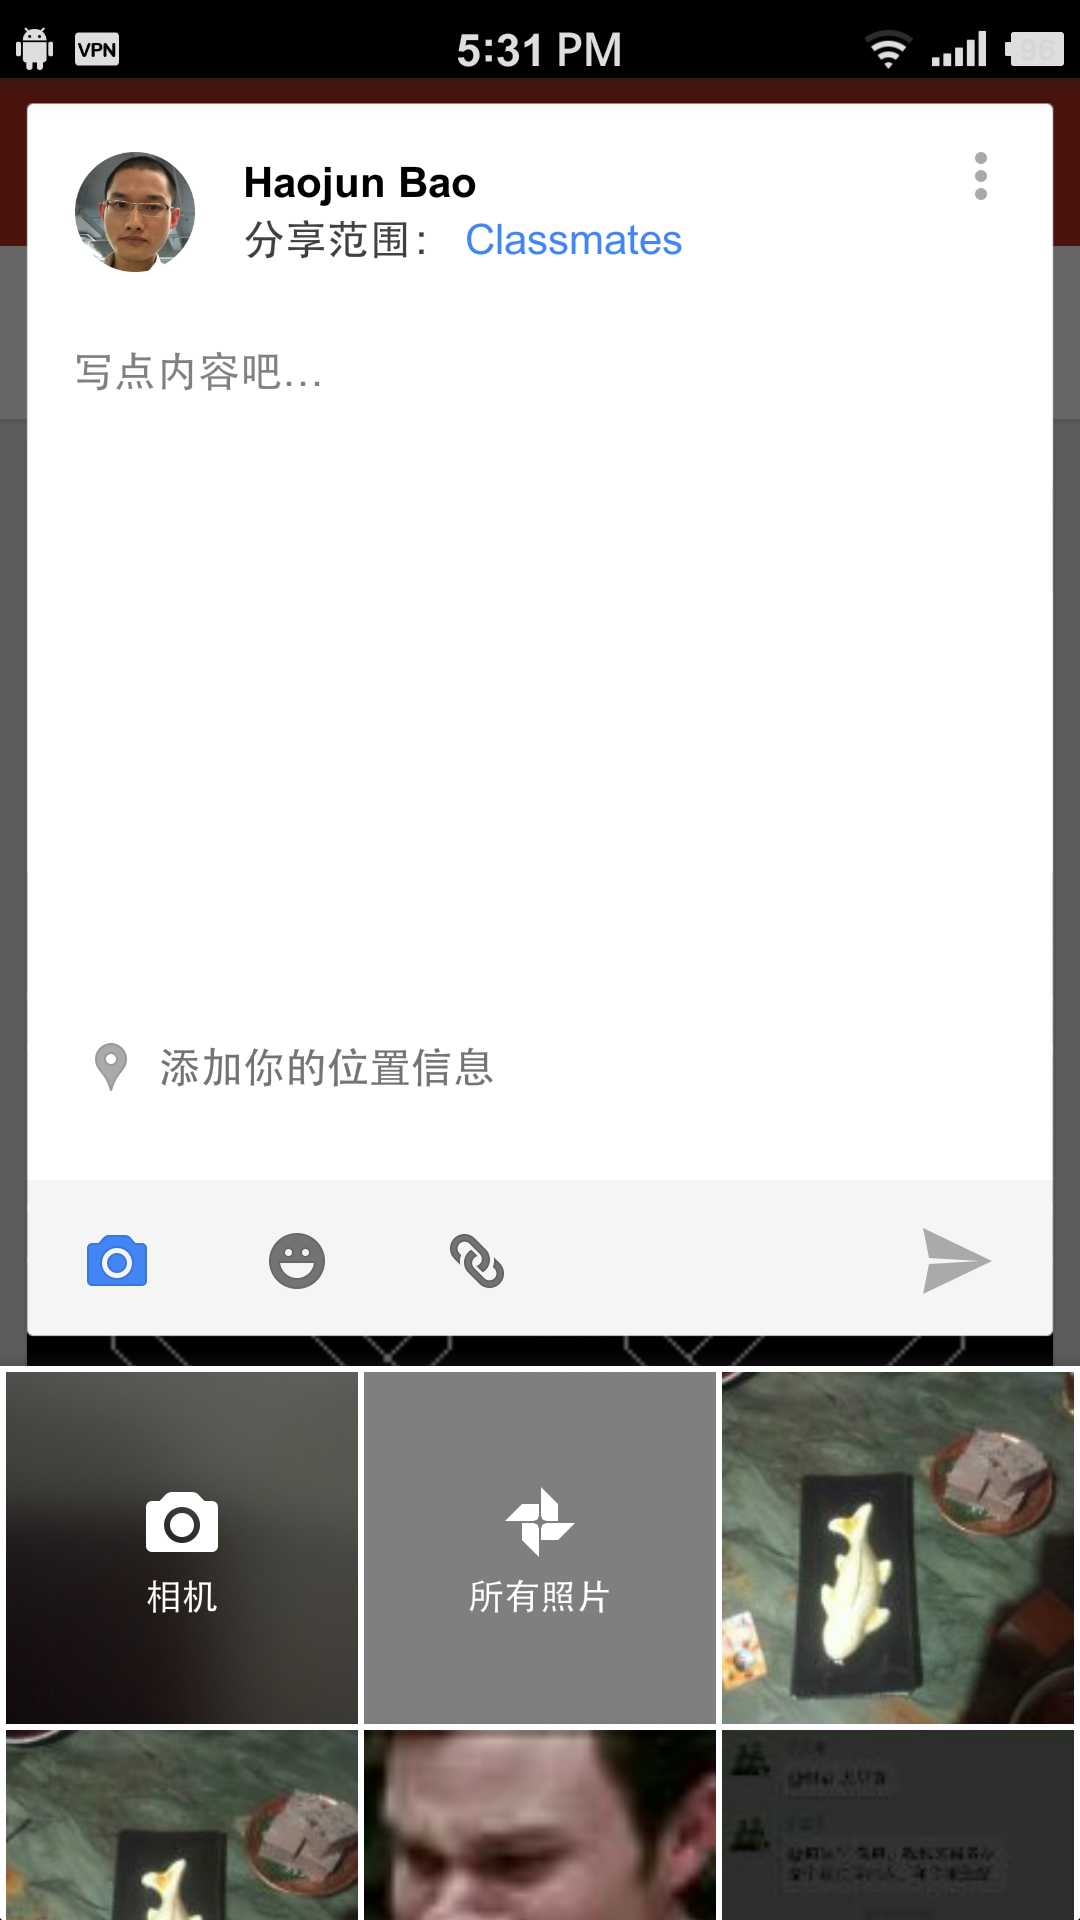 VPN
5:31 PM
96
Haojun Bao
分享范围： Classmates
写点内容吧...
添加你的位置信息
相机
所有照片